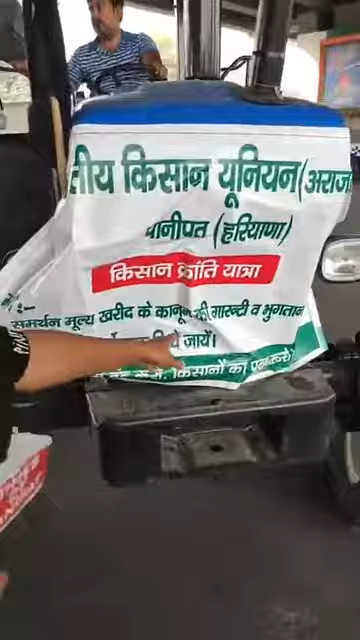 तीय किसान यूनियन (अराज
पानीपत (हरियाणा)
किसान क्रांति यात्रा
समर्थन मूल्य खरीद के कानून की गारन्टी व भुगतान
जायें।
किसानों का